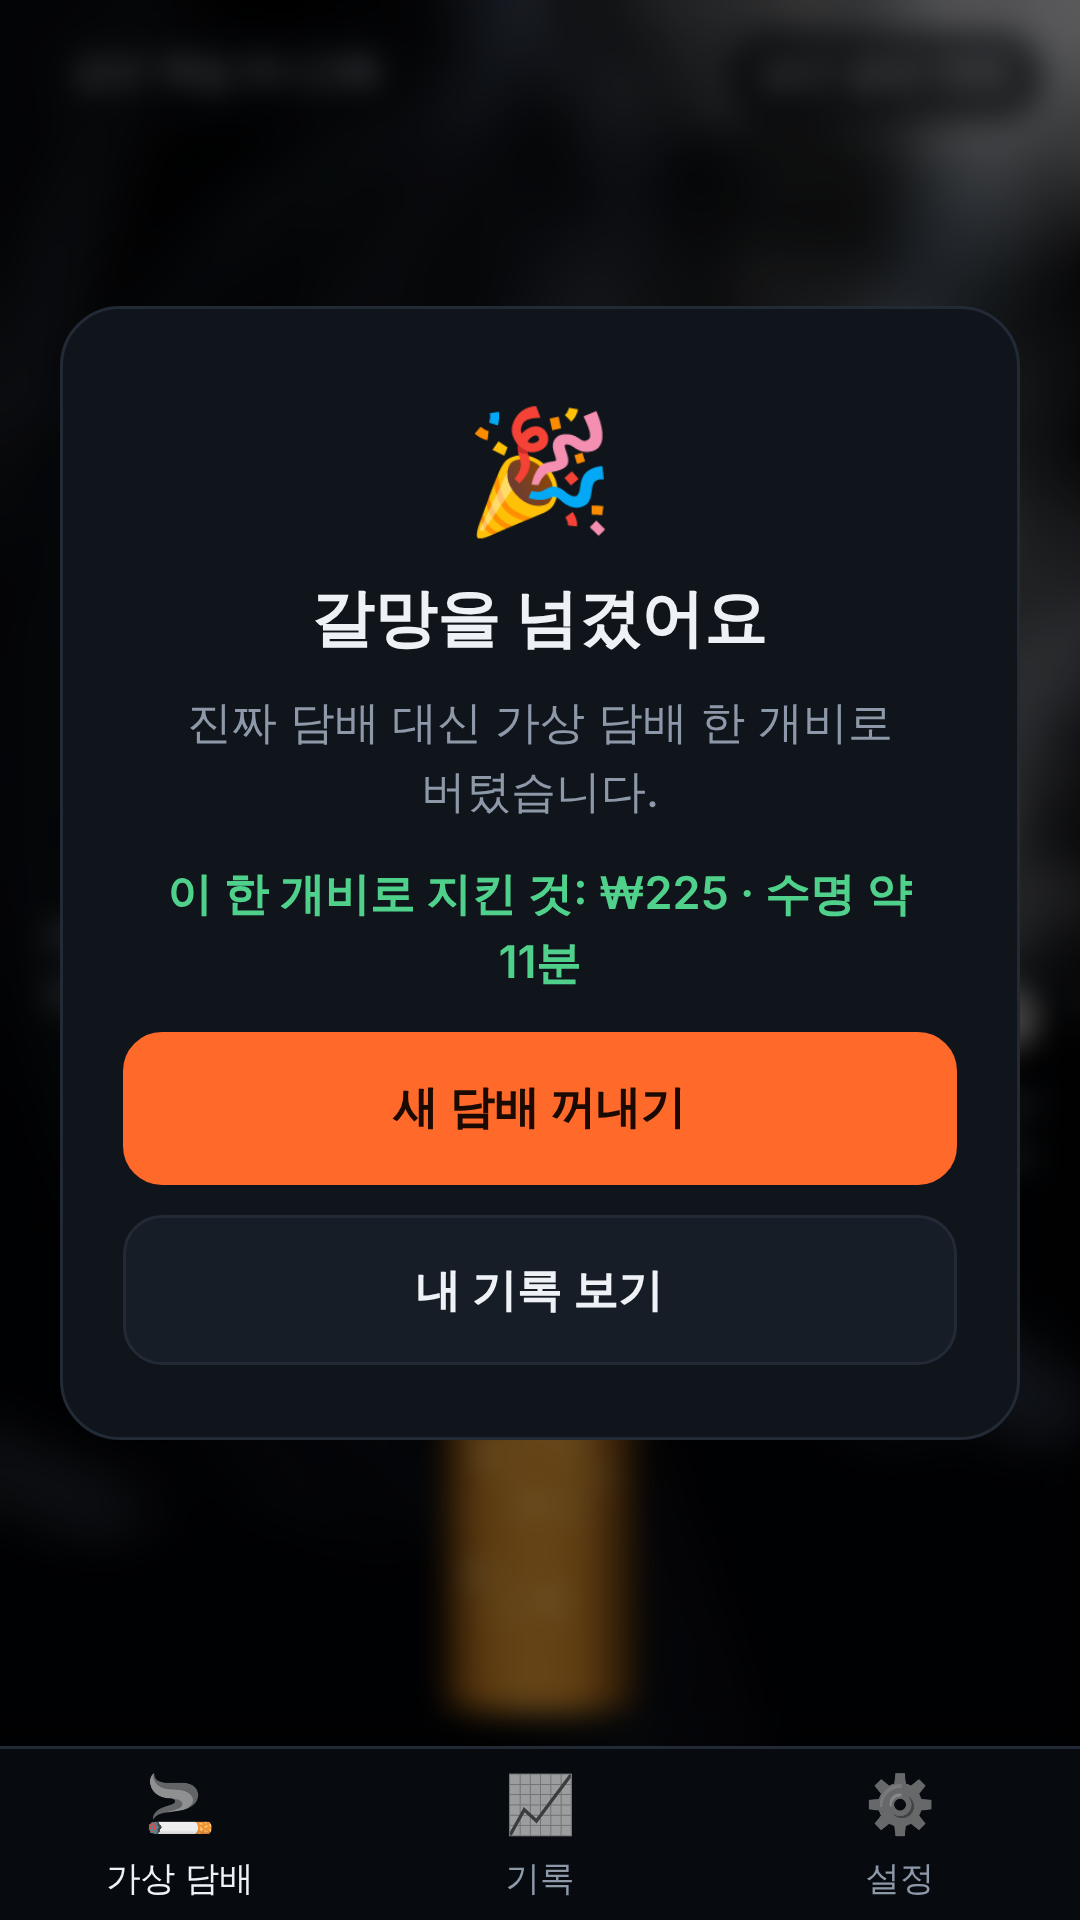 갈망을 넘겼어요
진짜 담배 대신 가상 담배 한 개비로
버텼습니다.
이 한 개비로 지킨 것: ₩225 · 수명 약
11분
새 담배 꺼내기
내 기록 보기
가상 담배
기록
설정